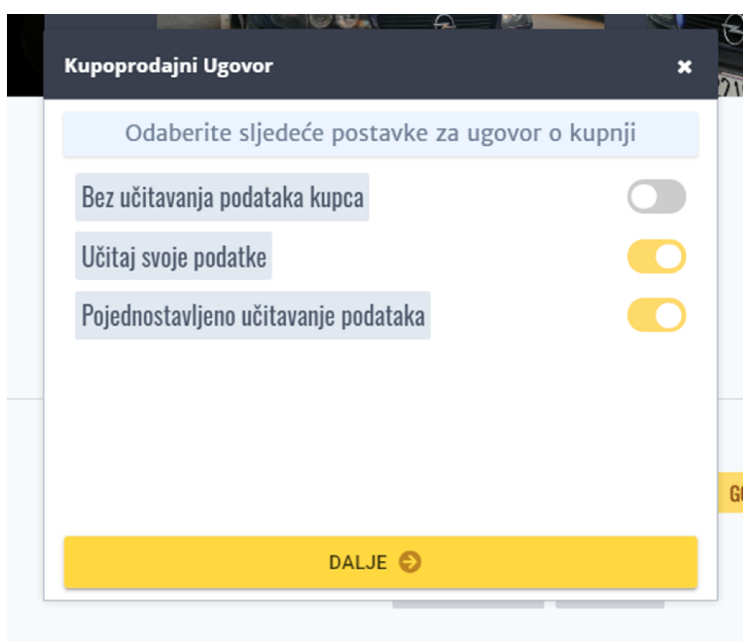 Kupoprodajni Ugovor
Odaberite sljedeće postavke za ugovor o kupnji
Bez učitavanja podataka kupca
Učitaj svoje podatke
Pojednostavljeno učitavanje podataka
DALJE